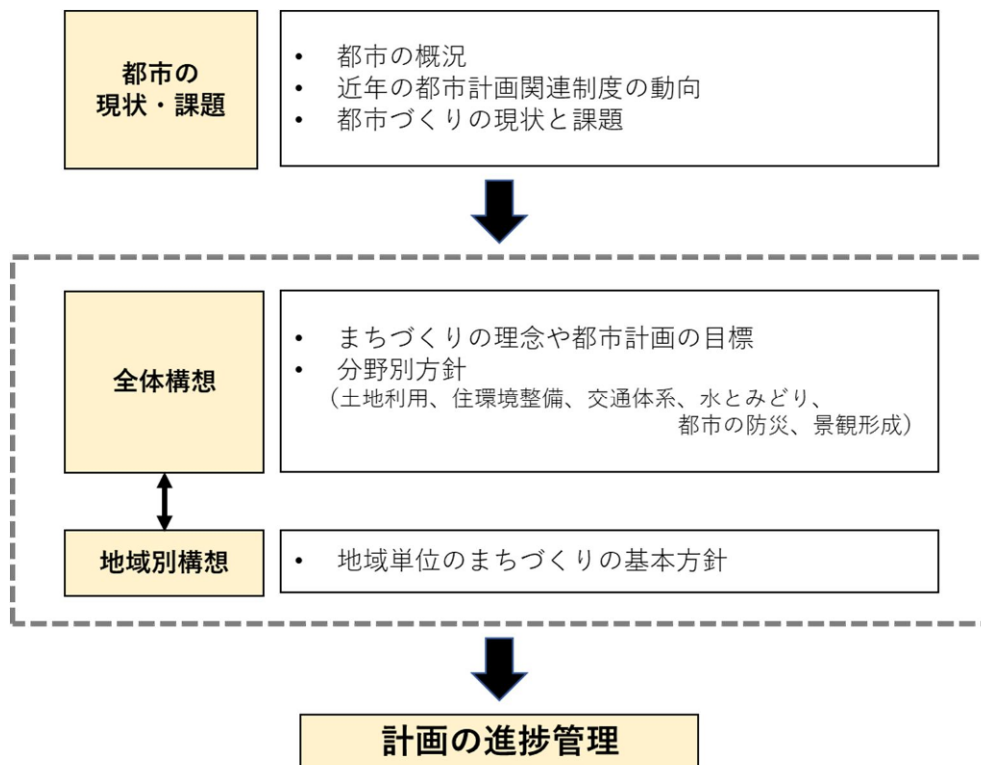 都市の
現状・課題
• 都市の概況
• 近年の都市計画関連制度の動向
• 都市づくりの現状と課題
全体構想
• まちづくりの理念や都市計画の目標
• 分野別方針
（土地利用、住環境整備、交通体系、水とみどり、
都市の防災、景観形成）
地域別構想
• 地域単位のまちづくりの基本方針
計画の進捗管理